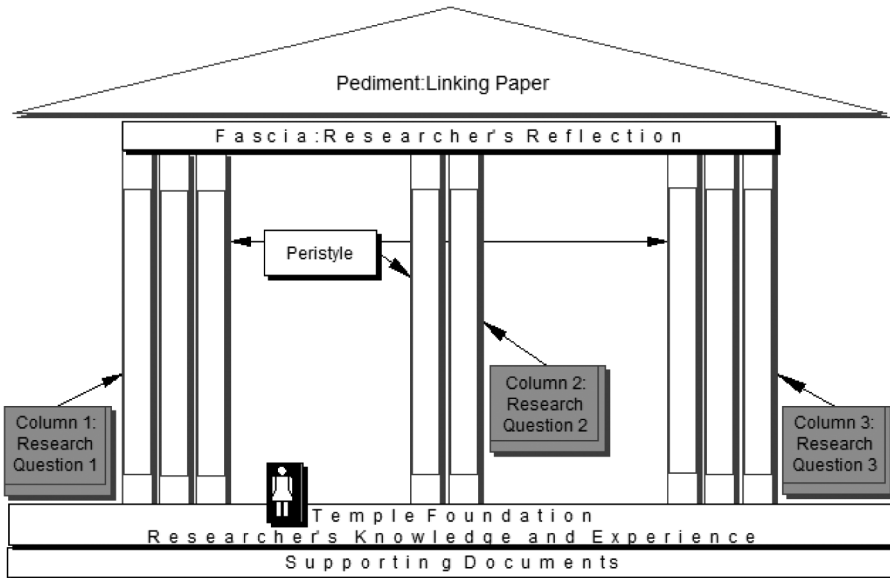 Pediment:Linking Paper
Fascia:Researcher's Reflection
Peristyle
Column 1:
Research
Question 1
Column 2:
Research
Question 2
Column 3:
Research
Question 3
Temple Foundation
Researcher's Knowledge and Experience
Supporting Documents